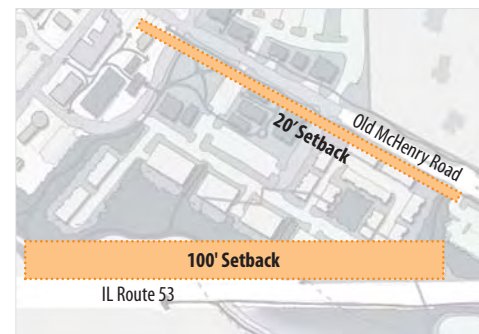 Old McHenry Road
20' Setback
100' Setback
IL Route 53